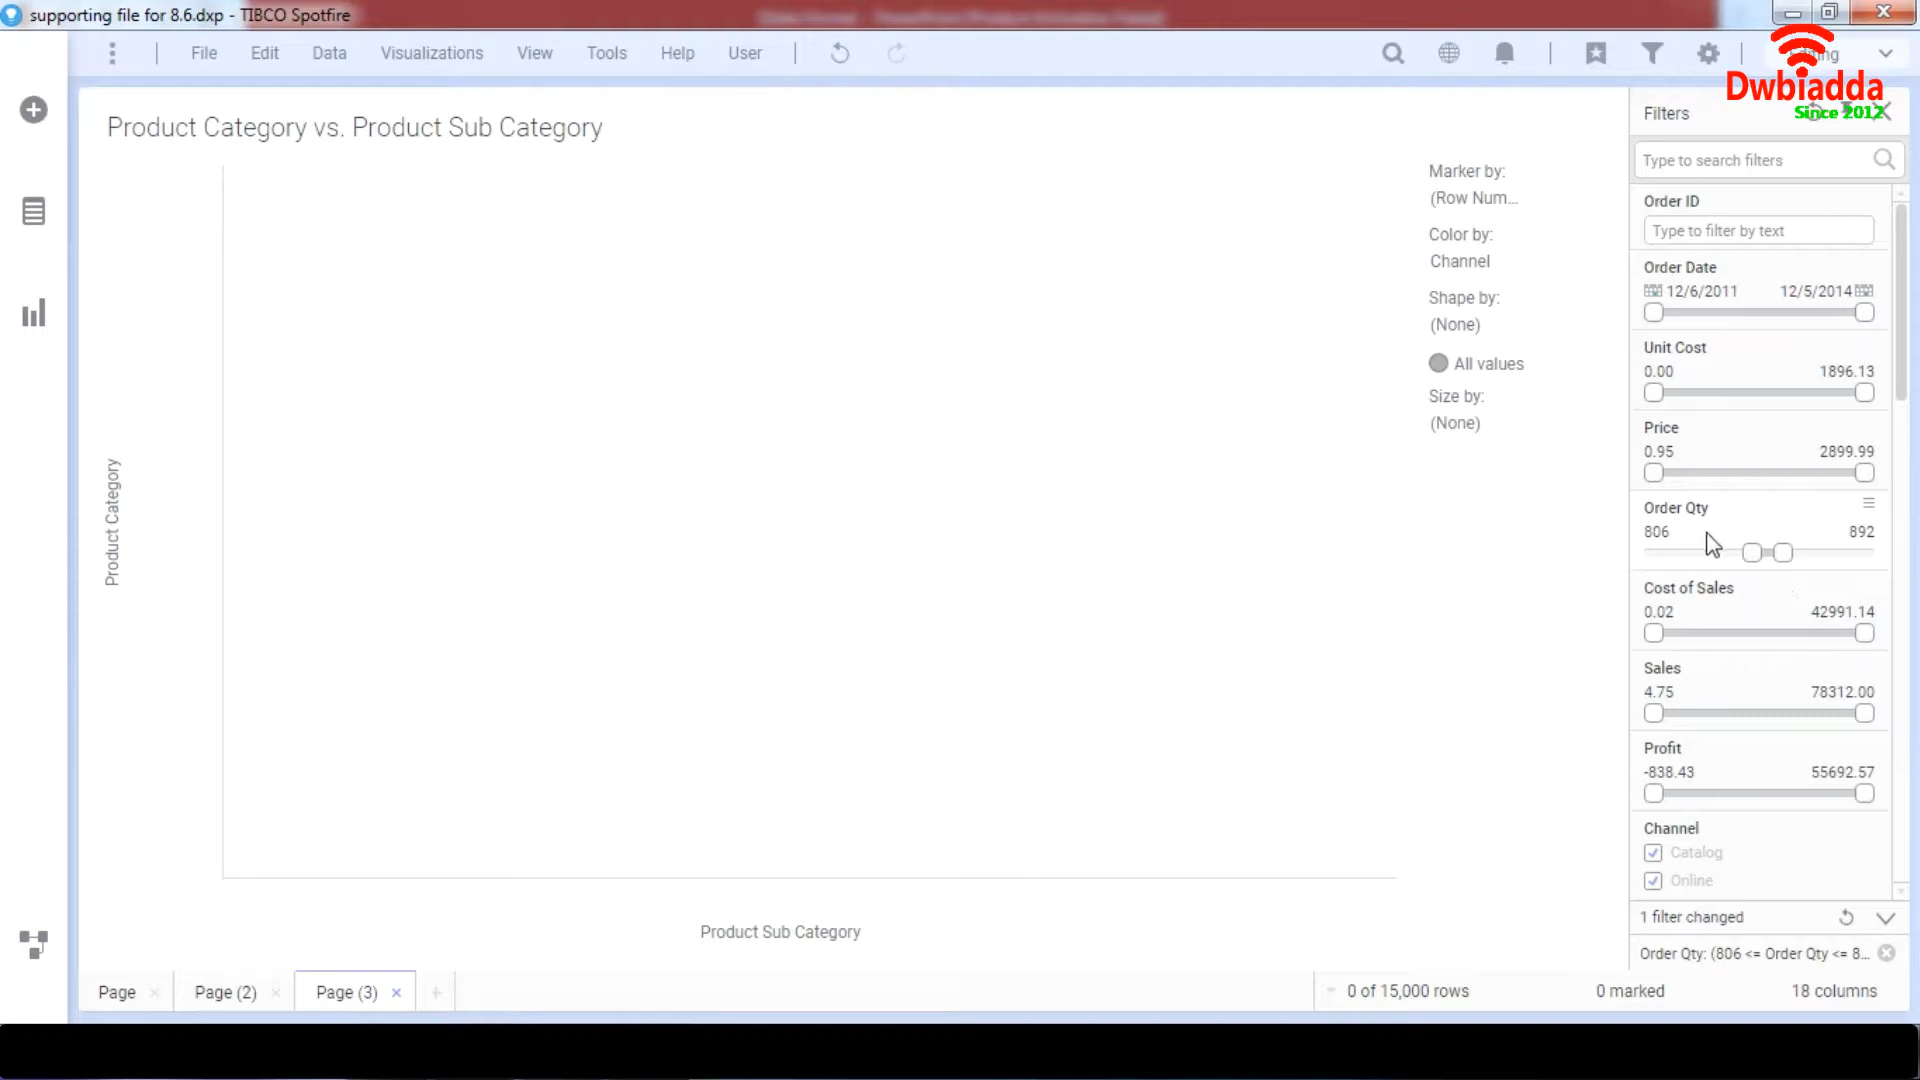 supporting file for 8.6.dxp - TIBCO Spotfire
File Edit Data Visualizations View Tools Help User
Dwbiadda
Since 2012
Product Category vs. Product Sub Category
Product Category
Product Sub Category
Marker by:
(Row Num...
Color by:
Channel
Shape by:
(None)
All values
Size by:
(None)
Filters
Type to search filters
Order ID
Type to filter by text
Order Date
12/6/2011 12/5/2014
Unit Cost
0.00 1896.13
Price
0.95 2899.99
Order Qty
806 892
Cost of Sales
0.02 42991.14
Sales
4.75 78312.00
Profit
-838.43 55692.57
Channel
Catalog
Online
1 filter changed
Order Qty: (806 <= Order Qty <= 8...
Page Page (2) Page (3)
0 of 15,000 rows 0 marked 18 columns